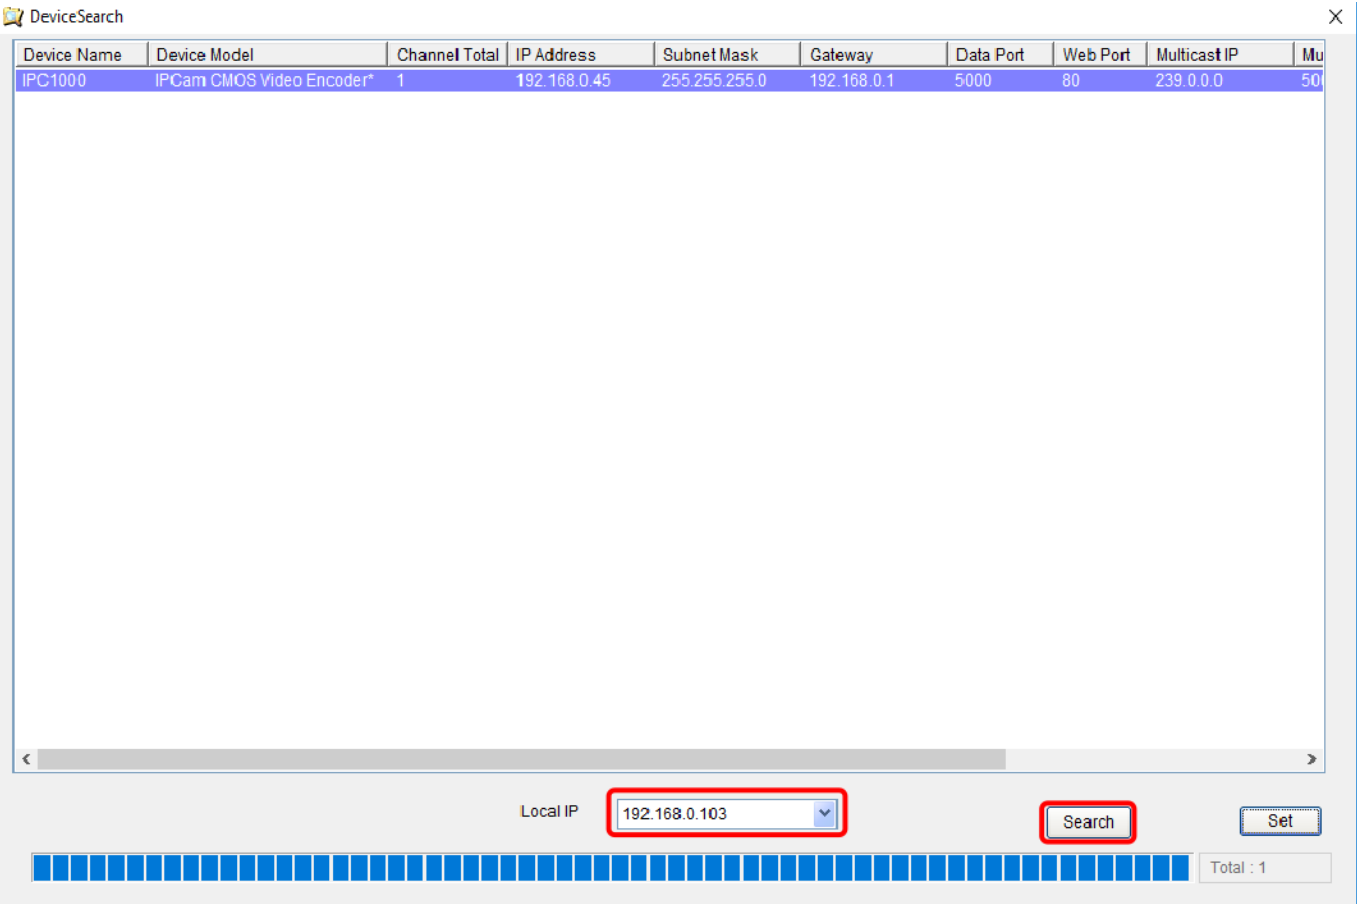 DeviceSearch
Device Name Device Model Channel Total IP Address Subnet Mask Gateway Data Port Web Port Multicast IP Mu
IPC1000 IPCam CMOS Video Encoder* 1 192.168.0.45 255.255.255.0 192.168.0.1 5000 80 239.0.0.0 50
Local IP 192.168.0.103 Search Set
Total : 1